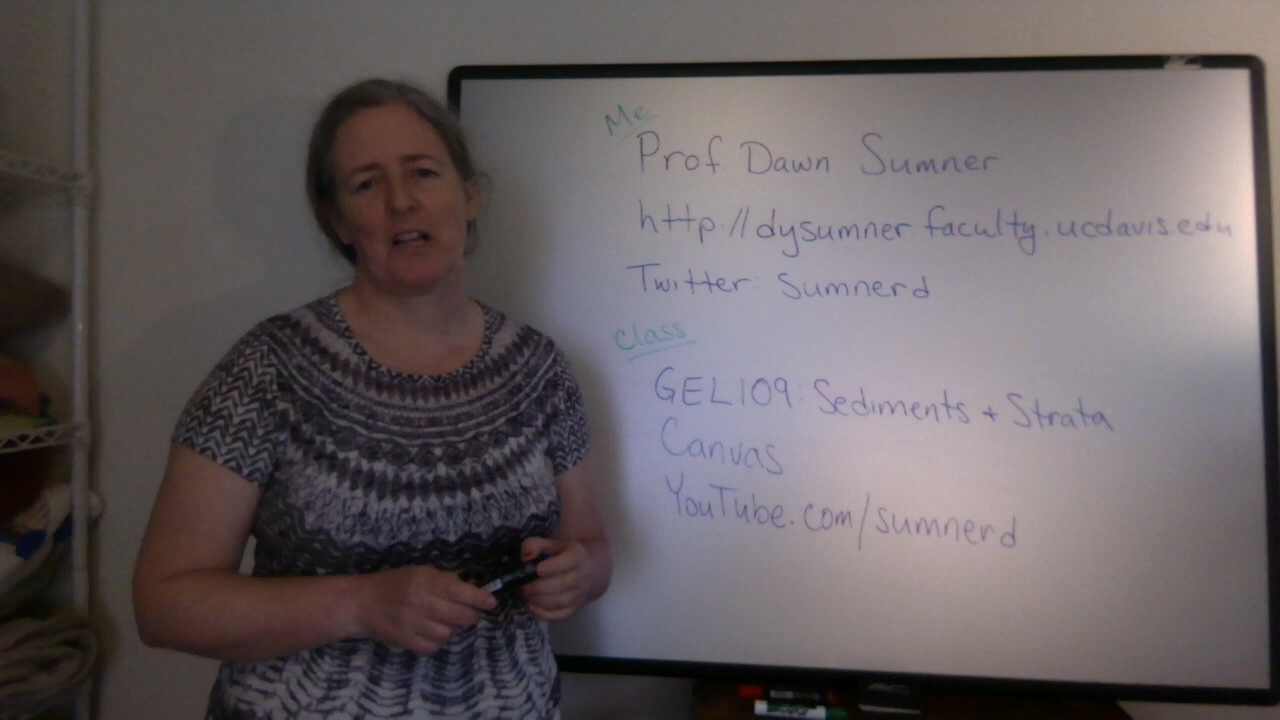 Me
Prof. Dawn Sumner
http://dysumner.faculty.ucdavis.edu
Twitter: Sumnerd
Class
GEL109: Sediments + Strata
Canvas
YouTube.com/sumnerd